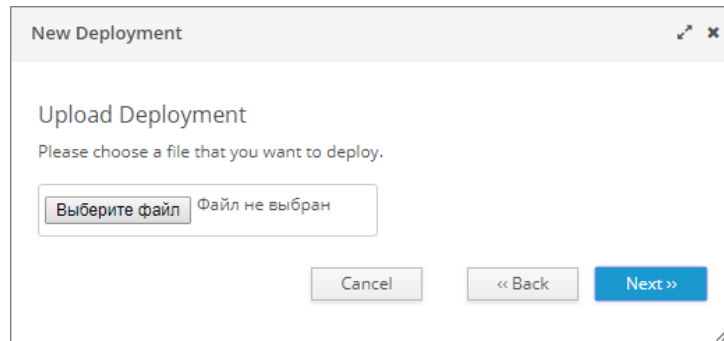 New Deployment
Upload Deployment
Please choose a file that you want to deploy.
Выберите файл Файл не выбран
Cancel ‹‹ Back Next ››